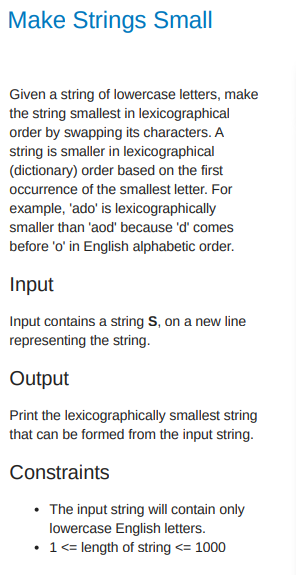 Make Strings Small
Given a string of lowercase letters, make
the string smallest in lexicographical
order by swapping its characters. A
string is smaller in lexicographical
(dictionary) order based on the first
occurrence of the smallest letter. For
example, 'ado' is lexicographically
smaller than 'aod' because 'd' comes
before 'o' in English alphabetic order.
Input
Input contains a string S, on a new line
representing the string.
Output
Print the lexicographically smallest string
that can be formed from the input string.
Constraints
• The input string will contain only
lowercase English letters.
• 1 <= length of string <= 1000